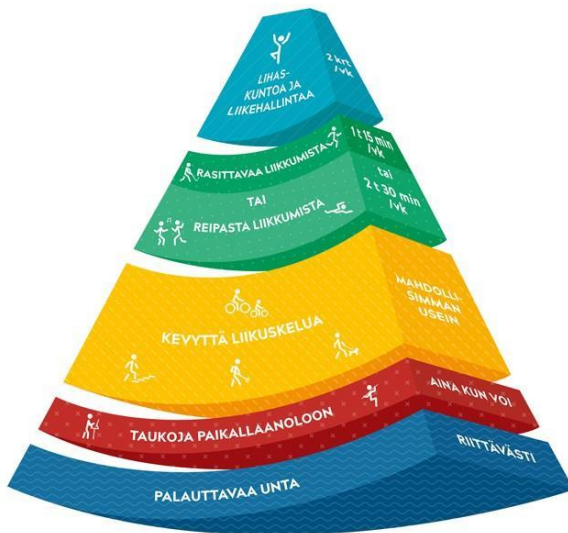 LIHAS-
KUNTOA JA
LIIKEHALLINTAA
2 krt
/vk
RASITTAVAA LIIKKUMISTA
1 t 15 min
/vk
TAI
REIPASTA LIIKKUMISTA
tai
2 t 30 min
/vk
KEVYTTÄ LIIKUSKELUA
MAHDOLLI-
SIMMAN
USEIN
TAUKOJA PAIKALLAANOLOON
AINA KUN VOI
PALAUTTAVAA UNTA
RIITTÄVÄSTI